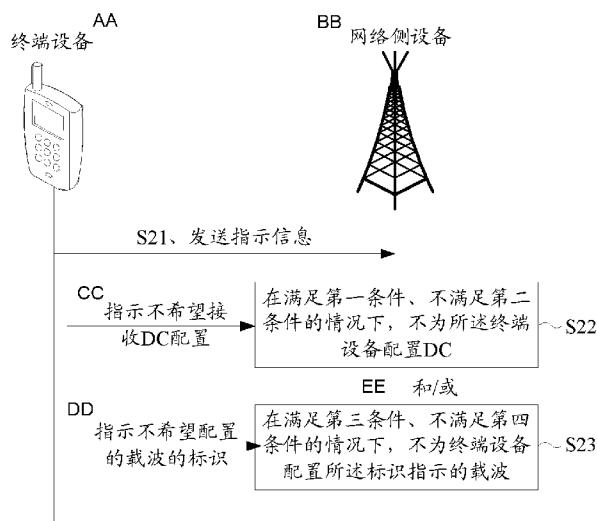 AA
终端设备
BB
网络侧设备
S21、发送指示信息
CC
指示不希望接
收DC配置
在满足第一条件、不满足第二
条件的情况下，不为所述终端
设备配置DC
S22
EE 和/或
DD
指示不希望配置
的载波的标识
在满足第三条件、不满足第四
条件的情况下，不为终端设备
配置所述标识指示的载波
S23